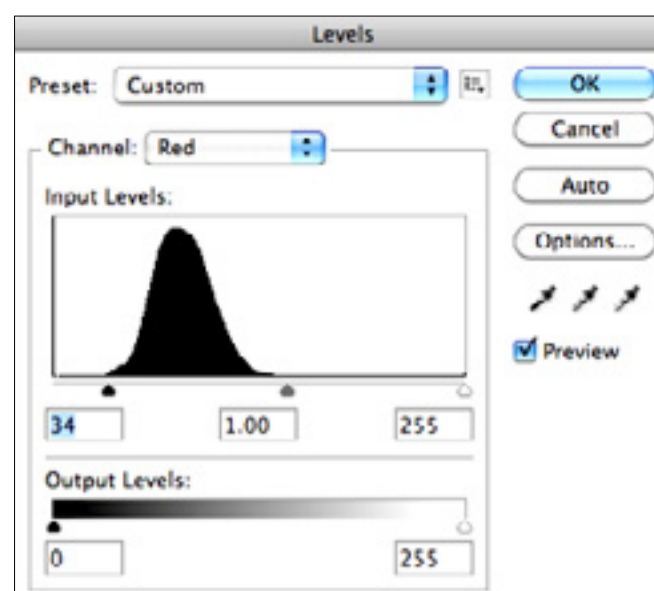 Levels
Preset: Custom
OK
Channel: Red
Cancel
Input Levels:
Auto
Options...
Preview
34 1.00 255
Output Levels:
0 255